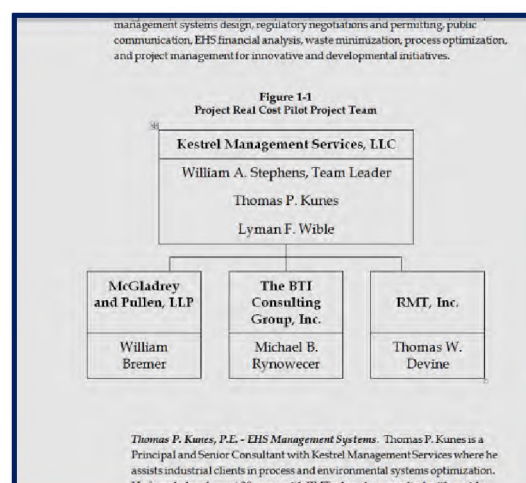 management systems design, regulatory negotiations and permitting, public
communication, EHS financial analysis, waste minimization, process optimization,
and project management for innovative and developmental initiatives.
Figure 1-1
Project Real Cost Pilot Project Team
Kestrel Management Services, LLC
William A. Stephens, Team Leader
Thomas P. Kunes
Lyman F. Wible
McGladrey
and Pullen, LLP
William
Bremer
The BTI
Consulting
Group, Inc.
Michael B.
Rynowecer
RMT, Inc.
Thomas W.
Devine
Thomas P. Kunes, P.E. - EHS Management Systems. Thomas P. Kunes is a
Principal and Senior Consultant with Kestrel Management Services where he
assists industrial clients in process and environmental systems optimization.